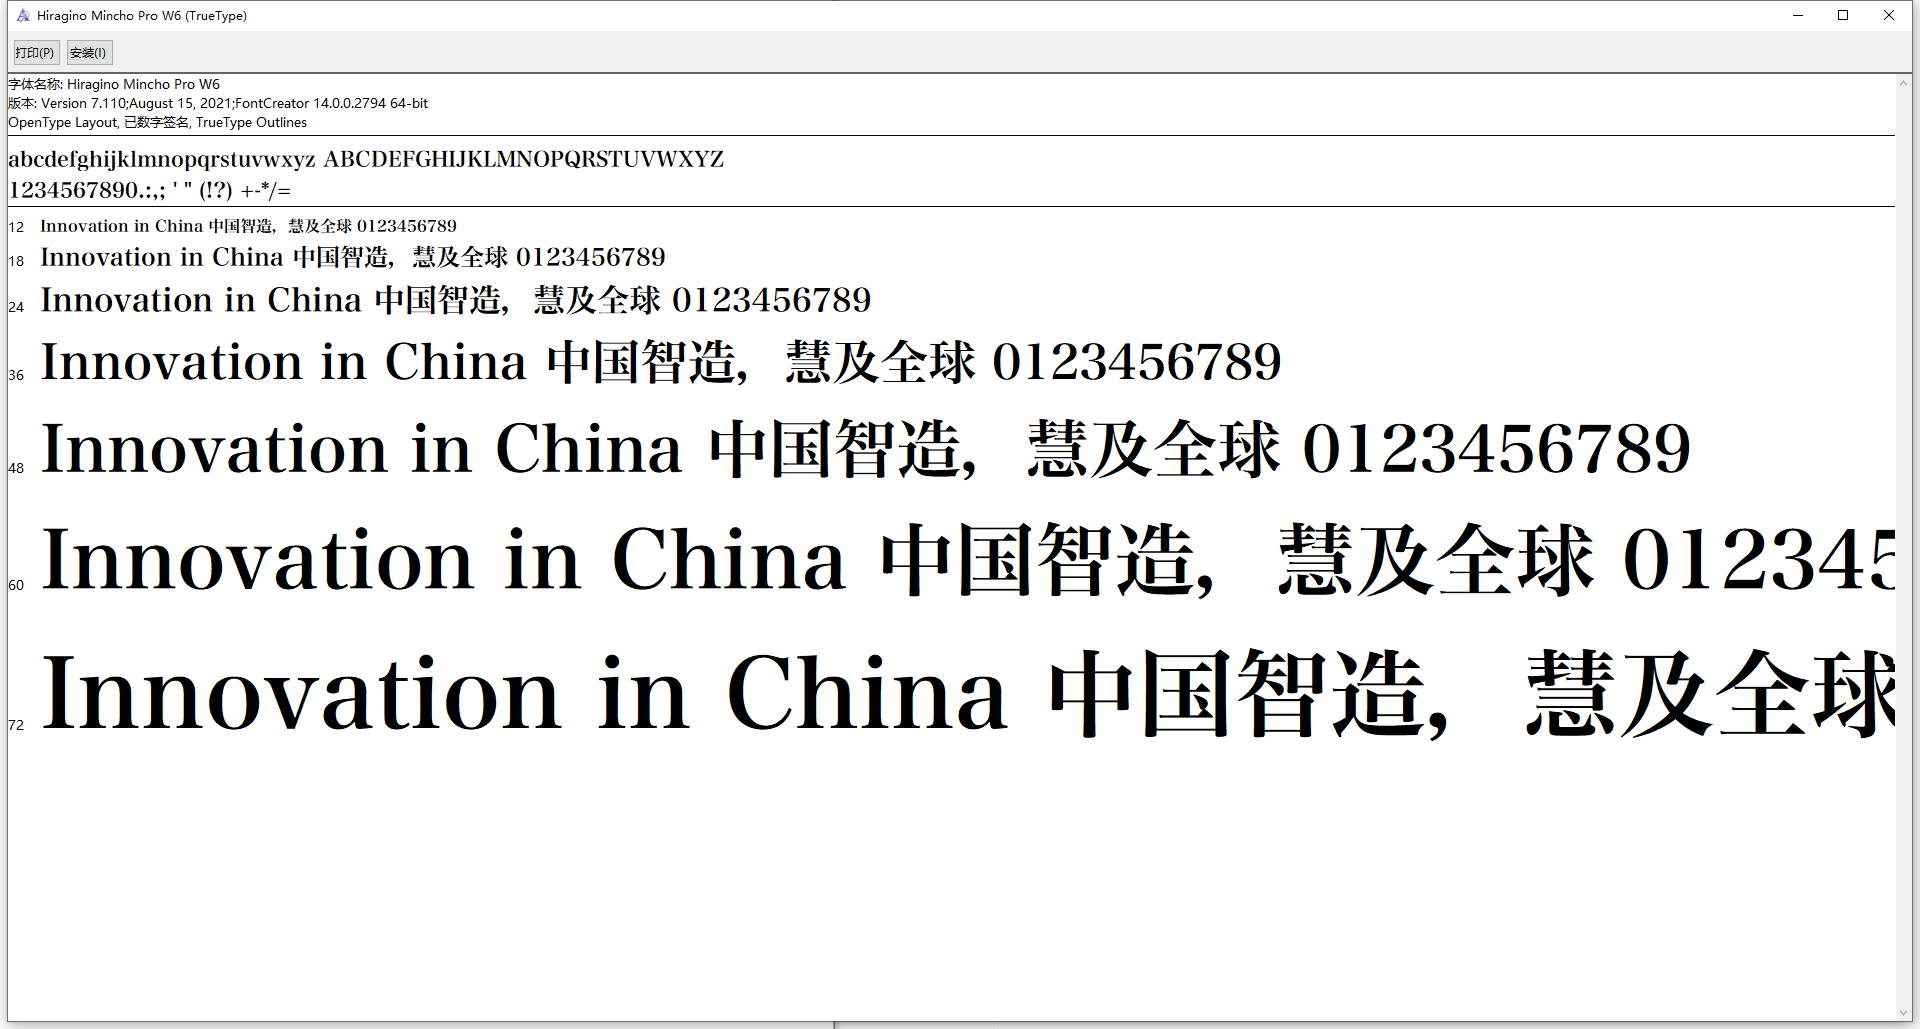 Hiragino Mincho Pro W6 (TrueType)
打印(P) 安装(I)
字体名称: Hiragino Mincho Pro W6
版本: Version 7.110;August 15, 2021;FontCreator 14.0.0.2794 64-bit
OpenType Layout, 已数字签名, TrueType Outlines
abcdefghijklmnopqrstuvwxyz ABCDEFGHIJKLMNOPQRSTUVWXYZ
1234567890.:,; ' " (!?) +-*/=
12 Innovation in China 中国智造，慧及全球 0123456789
18 Innovation in China 中国智造，慧及全球 0123456789
24 Innovation in China 中国智造，慧及全球 0123456789
36 Innovation in China 中国智造，慧及全球 0123456789
48 Innovation in China 中国智造，慧及全球 0123456789
60 Innovation in China 中国智造，慧及全球 012345
72 Innovation in China 中国智造，慧及全球